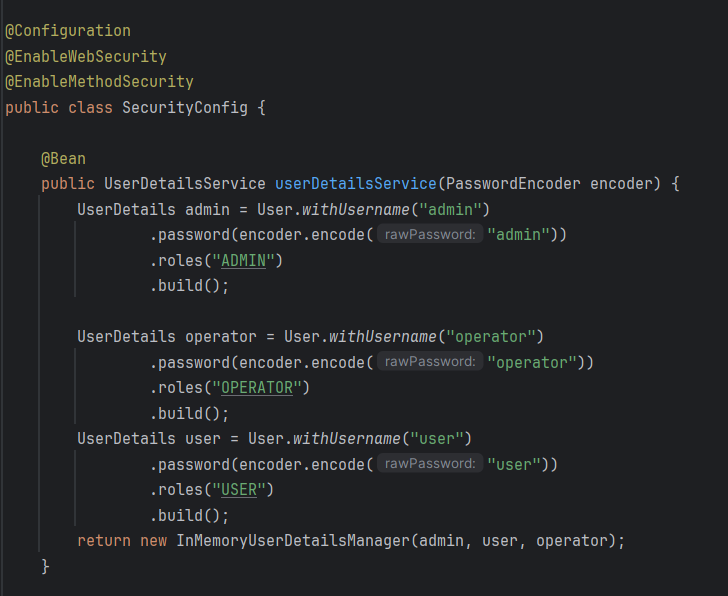 @Configuration
@EnableWebSecurity
@EnableMethodSecurity
public class SecurityConfig {
@Bean
public UserDetailsService userDetailsService(PasswordEncoder encoder) {
UserDetails admin = User.withUsername("admin")
.password(encoder.encode( rawPassword: "admin"))
.roles("ADMIN")
.build();
UserDetails operator = User.withUsername("operator")
.password(encoder.encode( rawPassword: "operator"))
.roles("OPERATOR")
.build();
UserDetails user = User.withUsername("user")
.password(encoder.encode( rawPassword: "user"))
.roles("USER")
.build();
return new InMemoryUserDetailsManager(admin, user, operator);
}